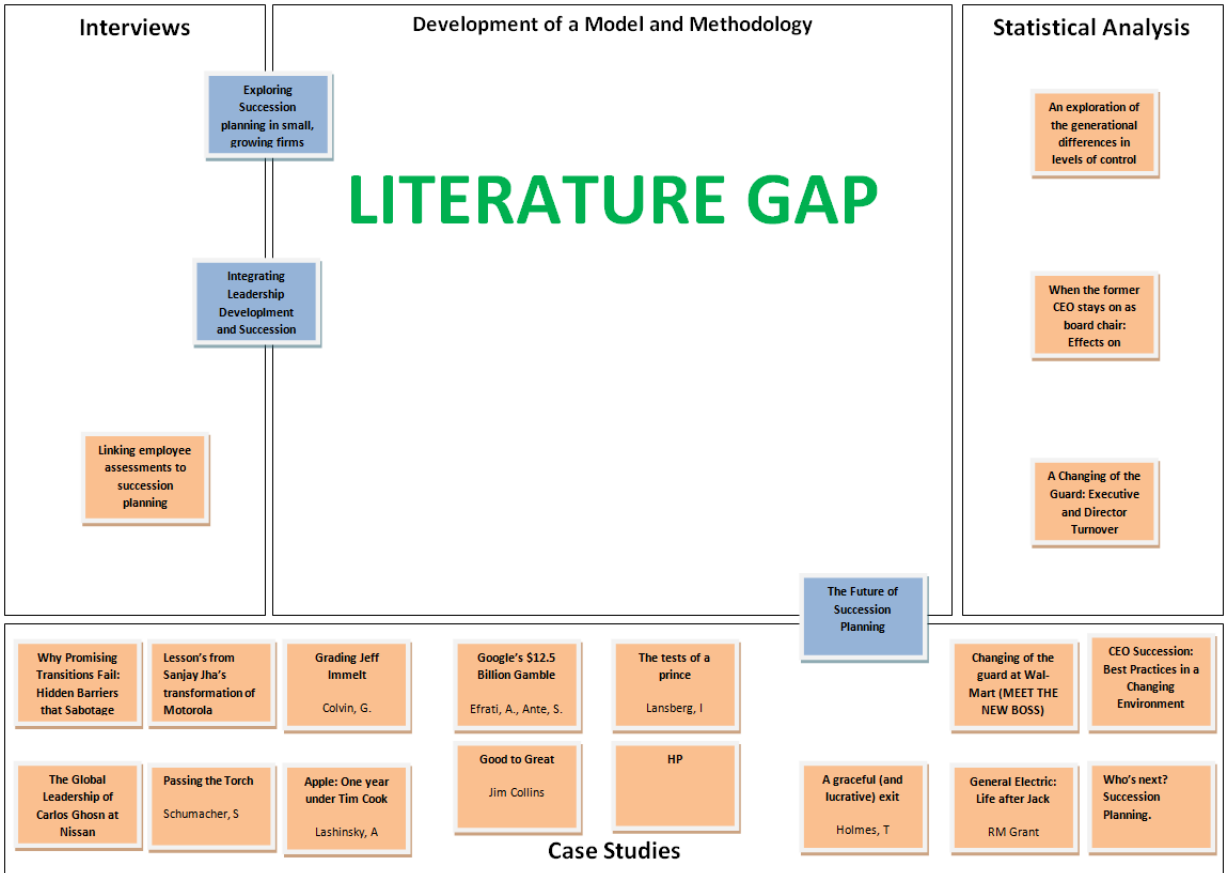 Interviews
Development of a Model and Methodology
Statistical Analysis
Exploring
Succession
planning in small,
growing firms
LITERATURE GAP
An exploration of
the generational
differences in
levels of control
Integrating
Leadership
Developlment
and Succession
When the former
CEO stays on as
board chair:
Effects on
Linking employee
assessments to
succession
planning
A Changing of the
Guard: Executive
and Director
Turnover
The Future of
Succession
Planning
Why Promising
Transitions Fail:
Hidden Barriers
that Sabotage
Lesson's from
Sanjay Jha's
transformation of
Motorola
Grading Jeff
Immelt
Colvin, G.
Google's $12.5
Billion Gamble
Efrati, A., Ante, S.
The tests of a
prince
Lansberg, I
Changing of the
guard at Wal-
Mart (MEET THE
NEW BOSS)
CEO Succession:
Best Practices in a
Changing
Environment
The Global
Leadership of
Carlos Ghosn at
Nissan
Passing the Torch
Schumacher, S
Apple: One year
under Tim Cook
Lashinsky, A
Good to Great
Jim Collins
HP
A graceful (and
lucrative) exit
Holmes, T
General Electric:
Life after Jack
RM Grant
Who's next?
Succession
Planning.
Case Studies